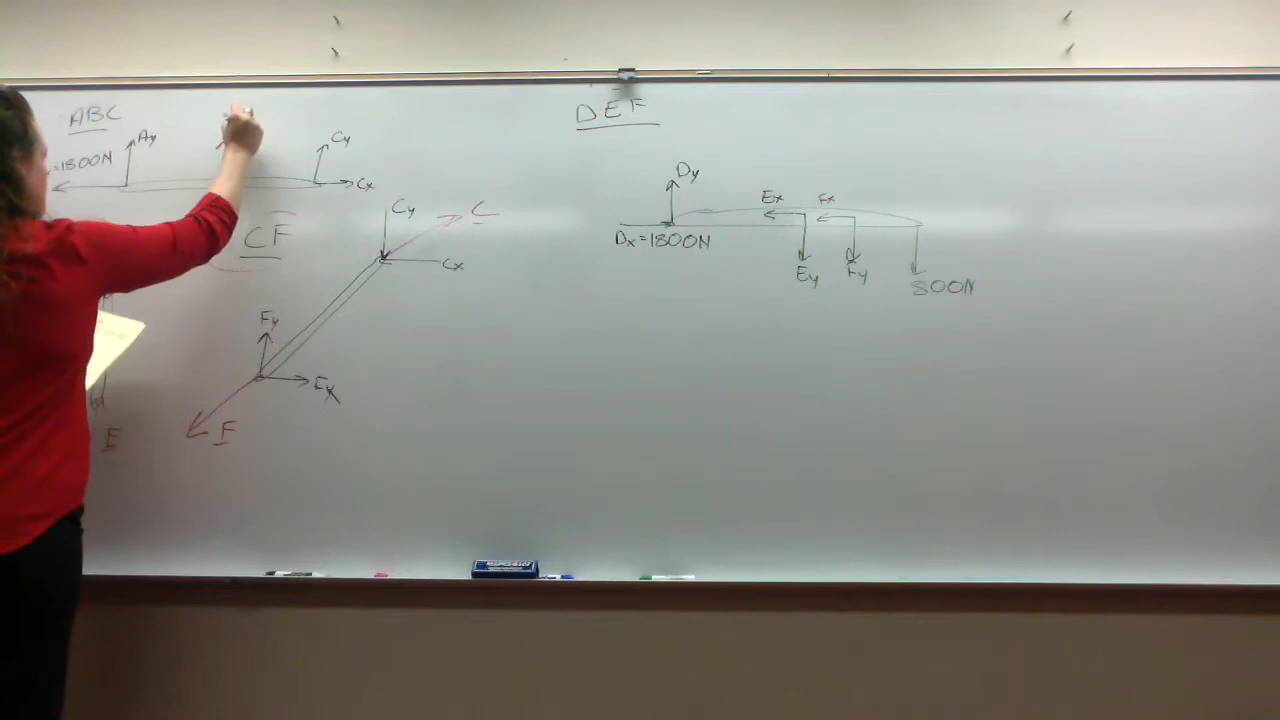 ABC
Ay
=1800N
Cy
Cx
CF
Cy
C
Cx
Fy
Fx
F
E
DEF
Dy
Dx=1800N
Ex
Fx
Ey
Fy
800N